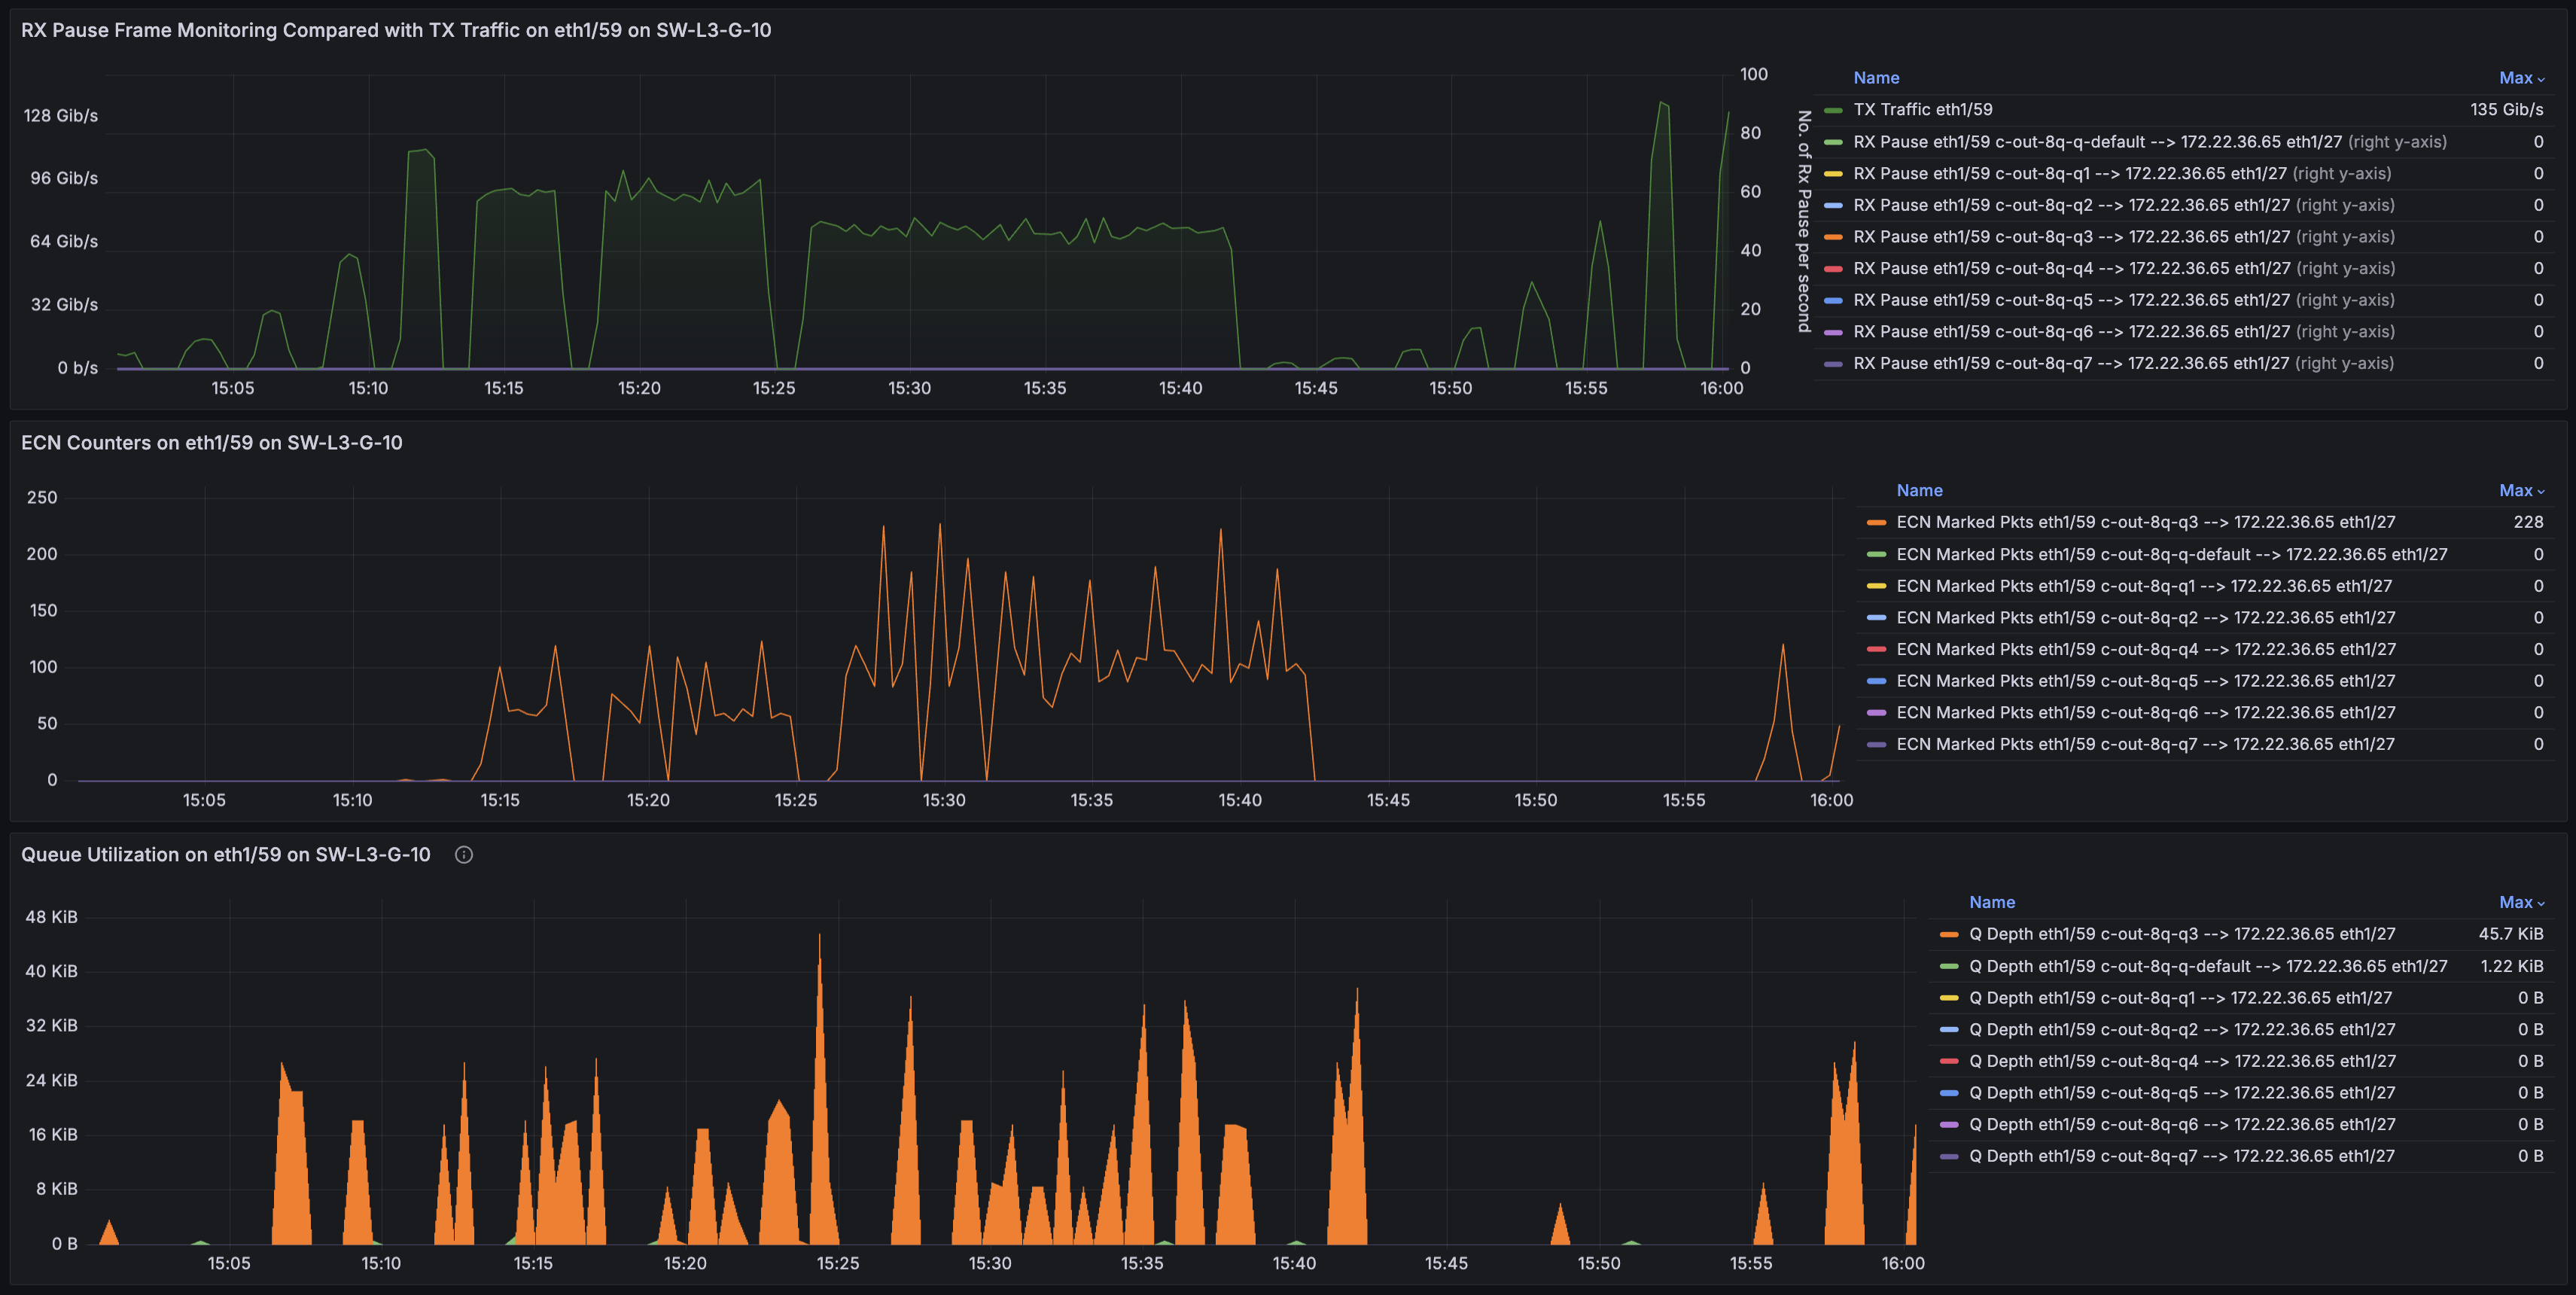 RX Pause Frame Monitoring Compared with TX Traffic on eth1/59 on SW-L3-G-10
128 Gib/s
96 Gib/s
64 Gib/s
32 Gib/s
0 b/s
100
80
60
40
20
0
No. of Rx Pause per second
15:05 15:10 15:15 15:20 15:25 15:30 15:35 15:40 15:45 15:50 15:55 16:00
Name Max
TX Traffic eth1/59 135 Gib/s
RX Pause eth1/59 c-out-8q-q-default --> 172.22.36.65 eth1/27 (right y-axis) 0
RX Pause eth1/59 c-out-8q-q1 --> 172.22.36.65 eth1/27 (right y-axis) 0
RX Pause eth1/59 c-out-8q-q2 --> 172.22.36.65 eth1/27 (right y-axis) 0
RX Pause eth1/59 c-out-8q-q3 --> 172.22.36.65 eth1/27 (right y-axis) 0
RX Pause eth1/59 c-out-8q-q4 --> 172.22.36.65 eth1/27 (right y-axis) 0
RX Pause eth1/59 c-out-8q-q5 --> 172.22.36.65 eth1/27 (right y-axis) 0
RX Pause eth1/59 c-out-8q-q6 --> 172.22.36.65 eth1/27 (right y-axis) 0
RX Pause eth1/59 c-out-8q-q7 --> 172.22.36.65 eth1/27 (right y-axis) 0
ECN Counters on eth1/59 on SW-L3-G-10
250
200
150
100
50
0
15:05 15:10 15:15 15:20 15:25 15:30 15:35 15:40 15:45 15:50 15:55 16:00
Name Max
ECN Marked Pkts eth1/59 c-out-8q-q3 --> 172.22.36.65 eth1/27 228
ECN Marked Pkts eth1/59 c-out-8q-q-default --> 172.22.36.65 eth1/27 0
ECN Marked Pkts eth1/59 c-out-8q-q1 --> 172.22.36.65 eth1/27 0
ECN Marked Pkts eth1/59 c-out-8q-q2 --> 172.22.36.65 eth1/27 0
ECN Marked Pkts eth1/59 c-out-8q-q4 --> 172.22.36.65 eth1/27 0
ECN Marked Pkts eth1/59 c-out-8q-q5 --> 172.22.36.65 eth1/27 0
ECN Marked Pkts eth1/59 c-out-8q-q6 --> 172.22.36.65 eth1/27 0
ECN Marked Pkts eth1/59 c-out-8q-q7 --> 172.22.36.65 eth1/27 0
Queue Utilization on eth1/59 on SW-L3-G-10
48 KiB
40 KiB
32 KiB
24 KiB
16 KiB
8 KiB
0 B
15:05 15:10 15:15 15:20 15:25 15:30 15:35 15:40 15:45 15:50 15:55 16:00
Name Max
Q Depth eth1/59 c-out-8q-q3 --> 172.22.36.65 eth1/27 45.7 KiB
Q Depth eth1/59 c-out-8q-q-default --> 172.22.36.65 eth1/27 1.22 KiB
Q Depth eth1/59 c-out-8q-q1 --> 172.22.36.65 eth1/27 0 B
Q Depth eth1/59 c-out-8q-q2 --> 172.22.36.65 eth1/27 0 B
Q Depth eth1/59 c-out-8q-q4 --> 172.22.36.65 eth1/27 0 B
Q Depth eth1/59 c-out-8q-q5 --> 172.22.36.65 eth1/27 0 B
Q Depth eth1/59 c-out-8q-q6 --> 172.22.36.65 eth1/27 0 B
Q Depth eth1/59 c-out-8q-q7 --> 172.22.36.65 eth1/27 0 B